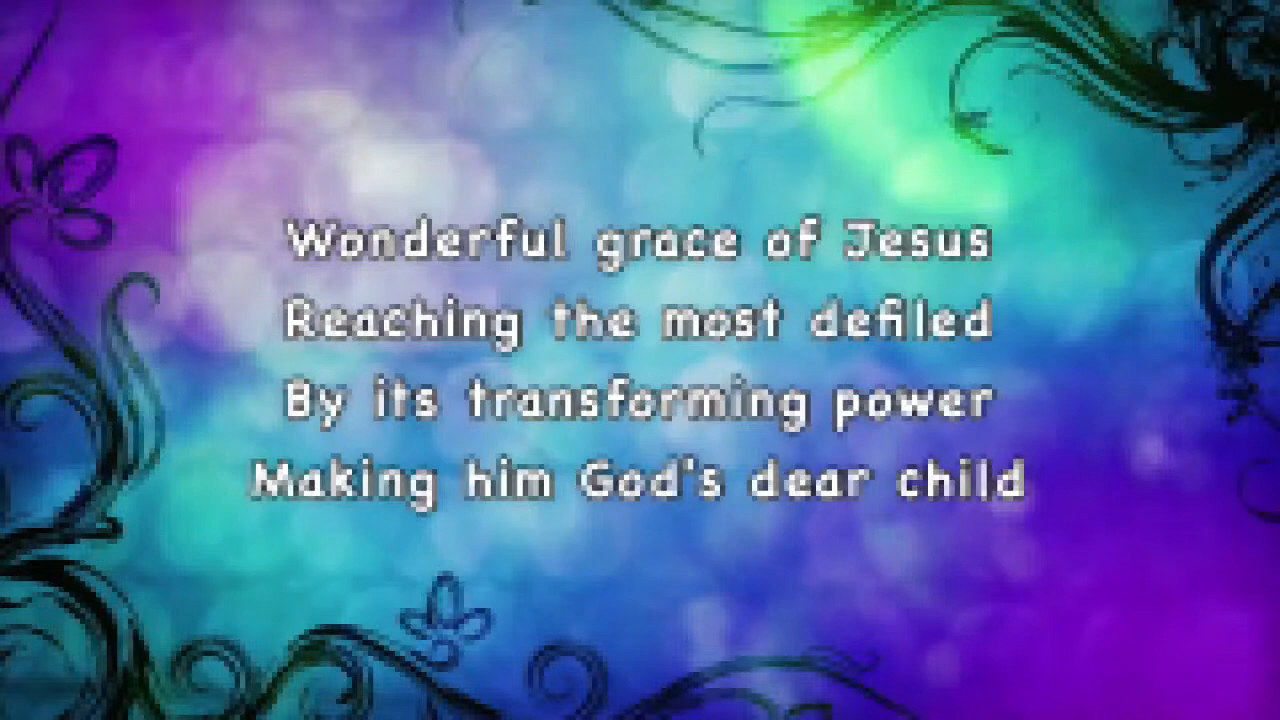 Wonderful grace of Jesus
Reaching the most defiled
By its transforming power
Making him God's dear child